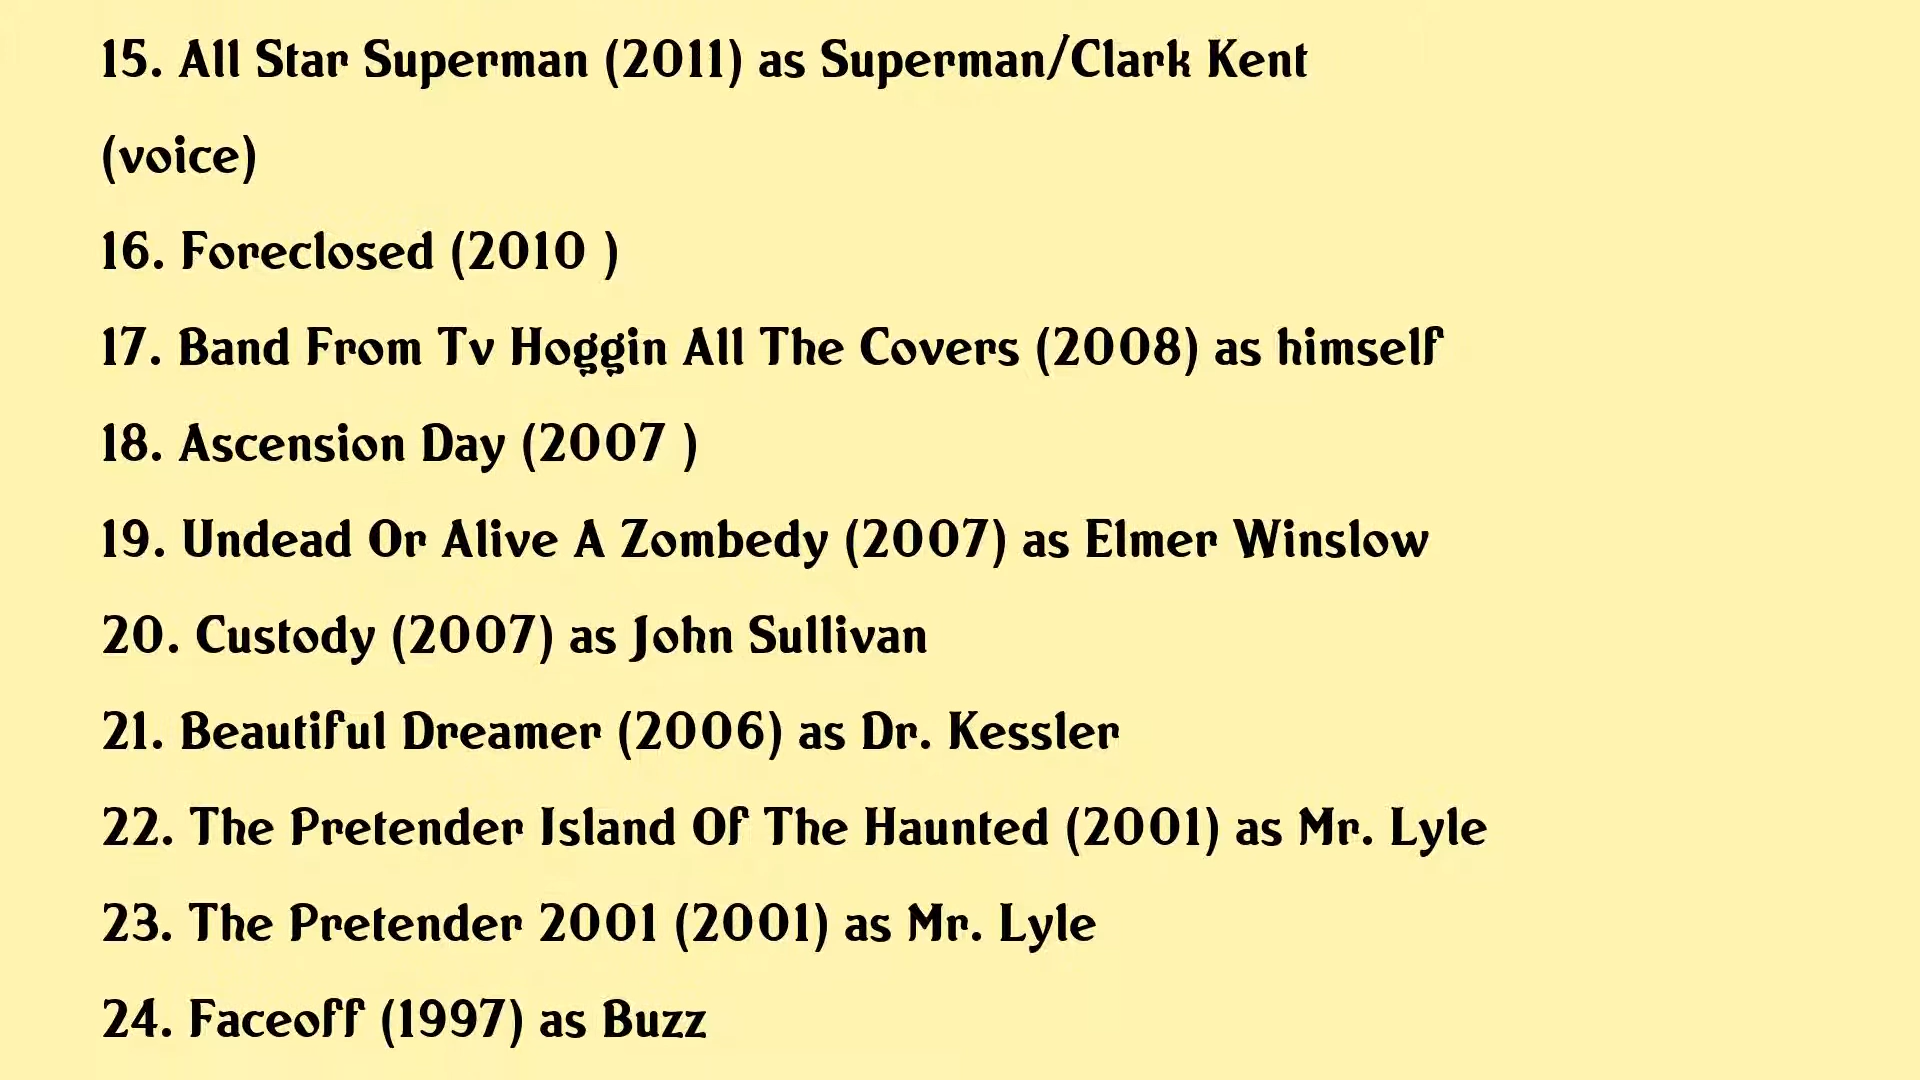 15. All Star Superman (2011) as Superman/Clark Kent
(voice)
16. Foreclosed (2010 )
17. Band From Tv Hoggin All The Covers (2008) as himself
18. Ascension Day (2007 )
19. Undead Or Alive A Zombedy (2007) as Elmer Winslow
20. Custody (2007) as John Sullivan
21. Beautiful Dreamer (2006) as Dr. Kessler
22. The Pretender Island Of The Haunted (2001) as Mr. Lyle
23. The Pretender 2001 (2001) as Mr. Lyle
24. Faceoff (1997) as Buzz